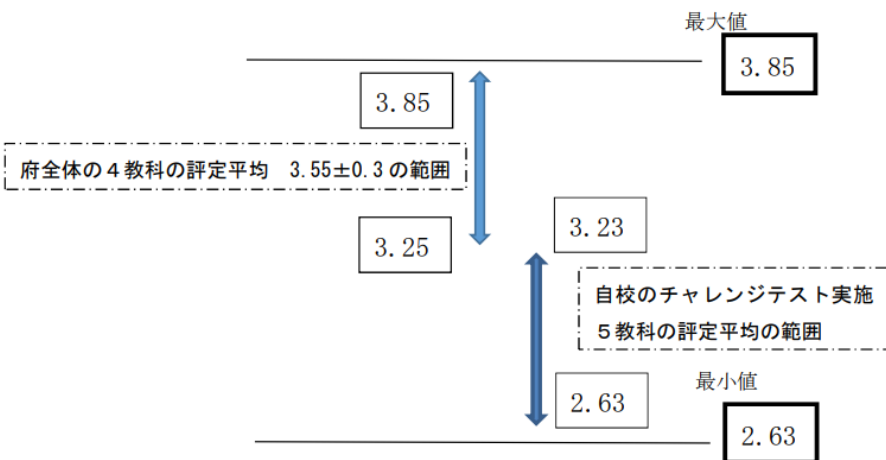 最大値
3.85
3.85
府全体の４教科の評定平均　3.55±0.3の範囲
3.25
3.23
自校のチャレンジテスト実施
５教科の評定平均の範囲
2.63
最小値
2.63